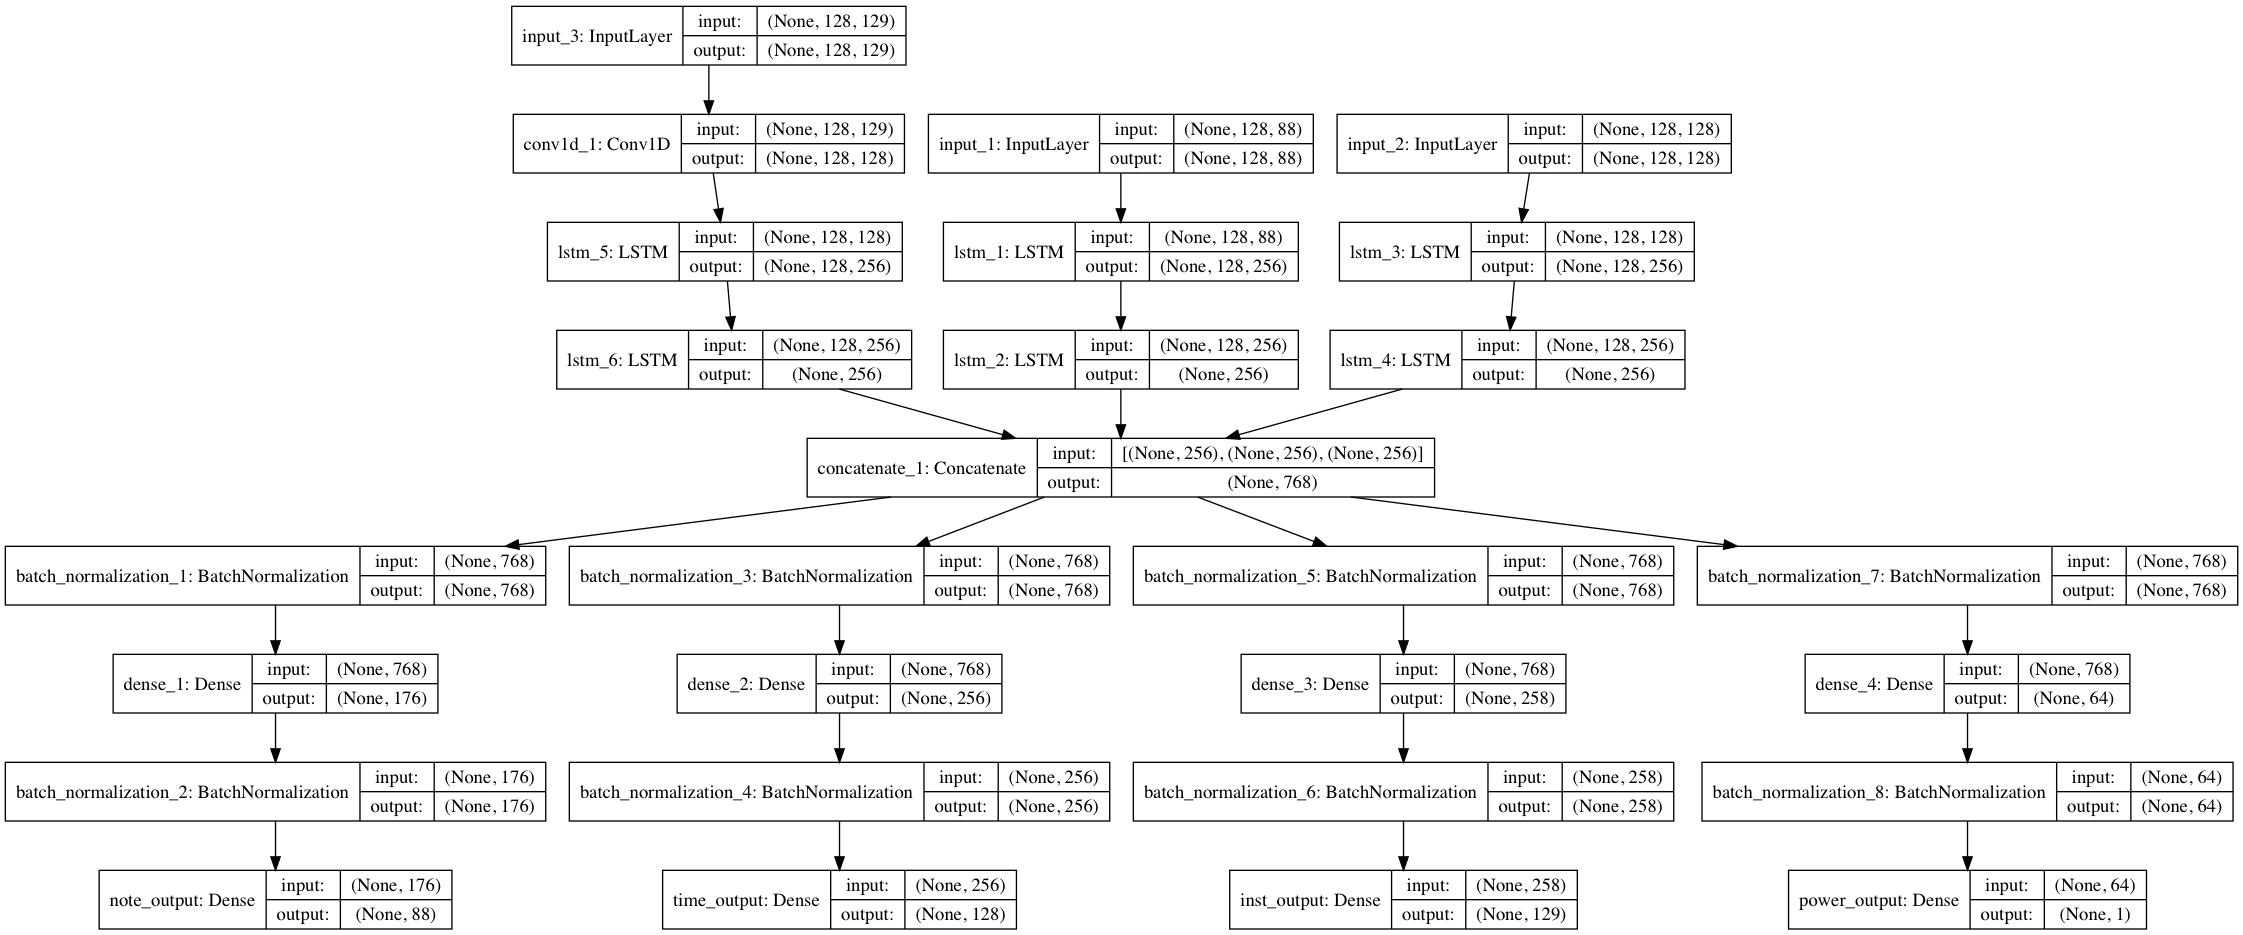 input_3: InputLayer
input: (None, 128, 129)
output: (None, 128, 129)
conv1d_1: Conv1D
input: (None, 128, 129)
output: (None, 128, 128)
input_1: InputLayer
input: (None, 128, 88)
output: (None, 128, 88)
input_2: InputLayer
input: (None, 128, 128)
output: (None, 128, 128)
lstm_5: LSTM
input: (None, 128, 128)
output: (None, 128, 256)
lstm_1: LSTM
input: (None, 128, 88)
output: (None, 128, 256)
lstm_3: LSTM
input: (None, 128, 128)
output: (None, 128, 256)
lstm_6: LSTM
input: (None, 128, 256)
output: (None, 256)
lstm_2: LSTM
input: (None, 128, 256)
output: (None, 256)
lstm_4: LSTM
input: (None, 128, 256)
output: (None, 256)
concatenate_1: Concatenate
input: [(None, 256), (None, 256), (None, 256)]
output: (None, 768)
batch_normalization_1: BatchNormalization
input: (None, 768)
output: (None, 768)
batch_normalization_3: BatchNormalization
input: (None, 768)
output: (None, 768)
batch_normalization_5: BatchNormalization
input: (None, 768)
output: (None, 768)
batch_normalization_7: BatchNormalization
input: (None, 768)
output: (None, 768)
dense_1: Dense
input: (None, 768)
output: (None, 176)
dense_2: Dense
input: (None, 768)
output: (None, 256)
dense_3: Dense
input: (None, 768)
output: (None, 258)
dense_4: Dense
input: (None, 768)
output: (None, 64)
batch_normalization_2: BatchNormalization
input: (None, 176)
output: (None, 176)
batch_normalization_4: BatchNormalization
input: (None, 256)
output: (None, 256)
batch_normalization_6: BatchNormalization
input: (None, 258)
output: (None, 258)
batch_normalization_8: BatchNormalization
input: (None, 64)
output: (None, 64)
note_output: Dense
input: (None, 176)
output: (None, 88)
time_output: Dense
input: (None, 256)
output: (None, 128)
inst_output: Dense
input: (None, 258)
output: (None, 129)
power_output: Dense
input: (None, 64)
output: (None, 1)